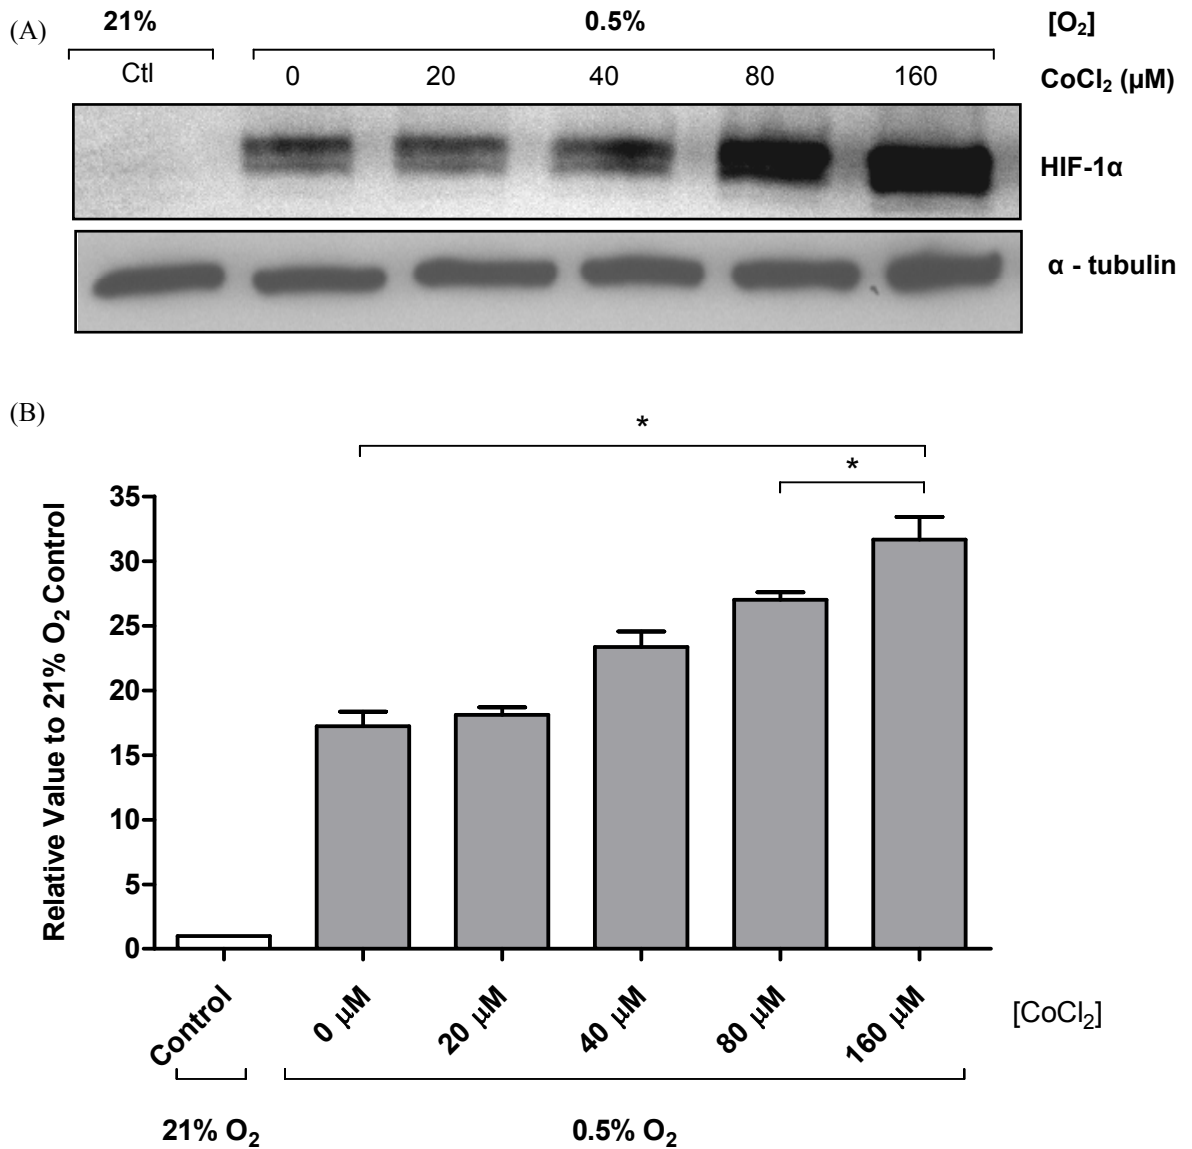 (A) 21% 0.5% [O₂]
Ctl 0 20 40 80 160 CoCl₂ (μM)
HIF-1α
α - tubulin
(B)
*
*
Relative Value to 21% O₂ Control
35
30
25
20
15
10
5
0
Control 0 μM 20 μM 40 μM 80 μM 160 μM [CoCl₂]
21% O₂ 0.5% O₂